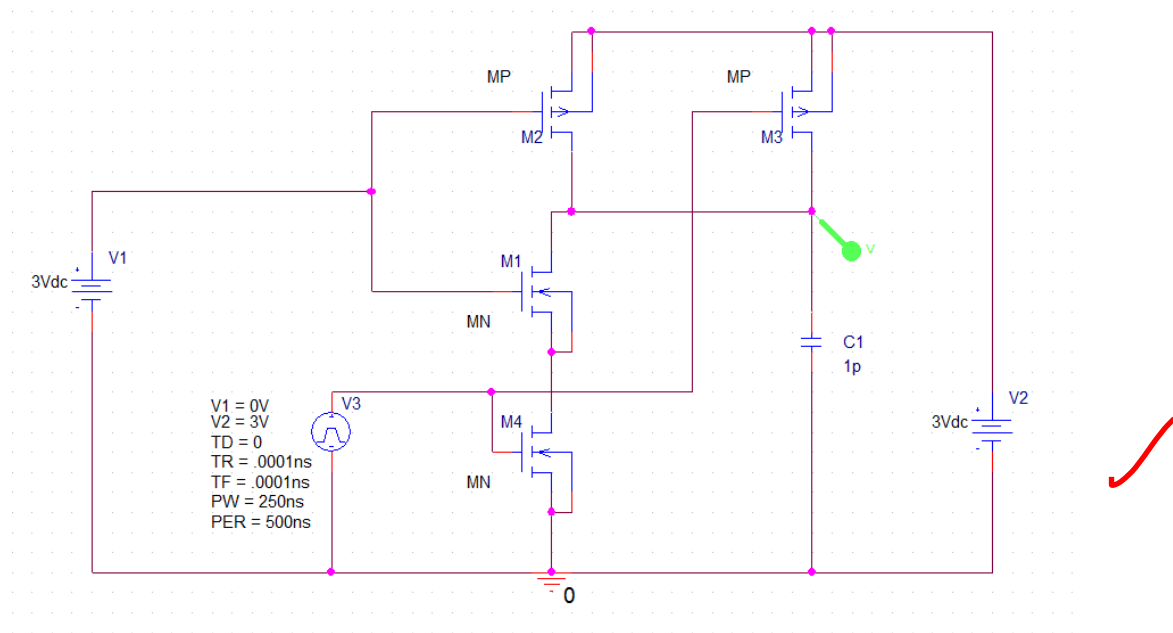 MP
M2
MP
M3
V1
3Vdc
+
-
M1
MN
V
C1
1p
V1 = 0V
V2 = 3V
TD = 0
TR = .0001ns
TF = .0001ns
PW = 250ns
PER = 500ns
V3
M4
MN
V2
3Vdc
+
-
0